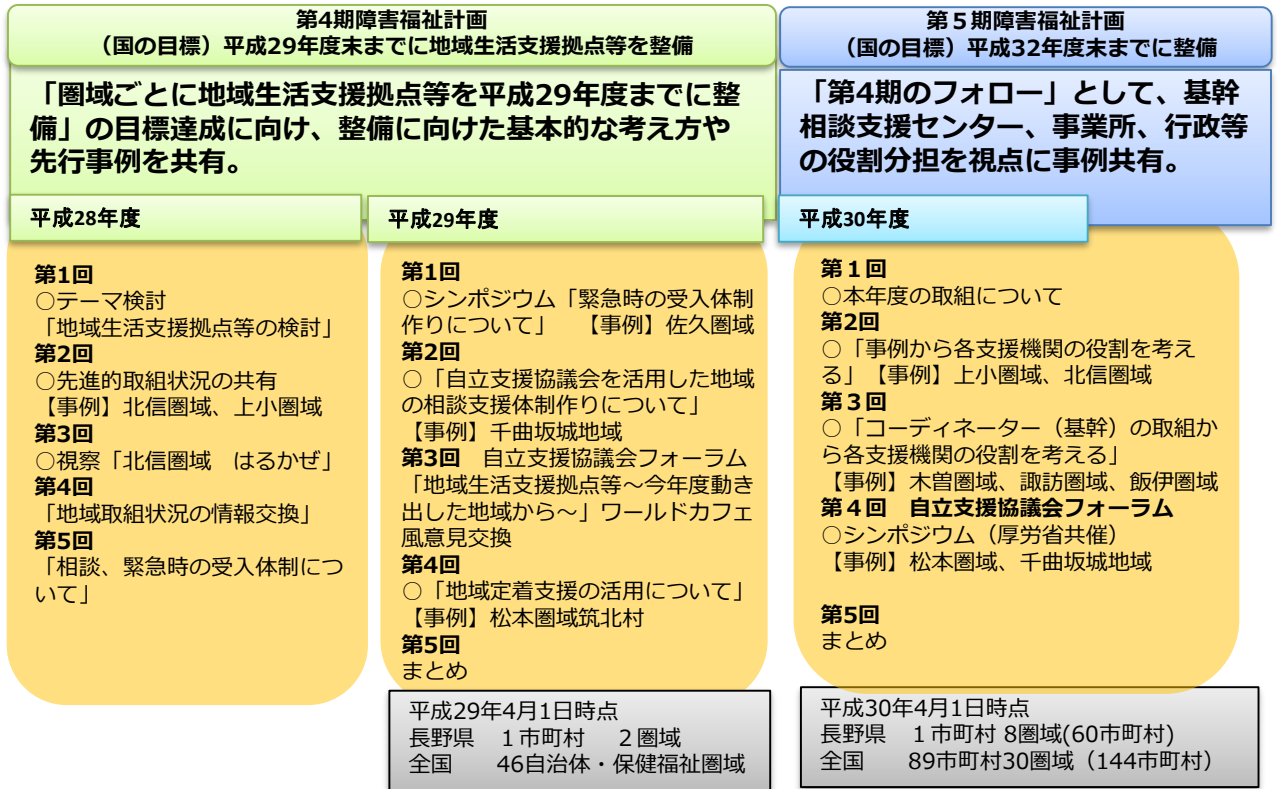 第4期障害福祉計画
（国の目標）平成29年度末までに地域生活支援拠点等を整備
「圏域ごとに地域生活支援拠点等を平成29年度までに整
備」の目標達成に向け、整備に向けた基本的な考え方や
先行事例を共有。
平成28年度
第1回
○テーマ検討
「地域生活支援拠点等の検討」
第2回
○先進的取組状況の共有
【事例】北信圏域、上小圏域
第3回
○視察「北信圏域　はるかぜ」
第4回
「地域取組状況の情報交換」
第5回
「相談、緊急時の受入体制につ
いて」
平成29年度
第1回
○シンポジウム「緊急時の受入体制
作りについて」　【事例】佐久圏域
第2回
○「自立支援協議会を活用した地域
の相談支援体制作りについて」
【事例】千曲坂城地域
第3回　自立支援協議会フォーラム
「地域生活支援拠点等～今年度動き
出した地域から～」ワールドカフェ
風意見交換
第4回
○「地域定着支援の活用について」
【事例】松本圏域筑北村
第5回
まとめ
平成29年4月1日時点
長野県　１市町村　２圏域
全国　46自治体・保健福祉圏域
第５期障害福祉計画
（国の目標）平成32年度末までに整備
「第4期のフォロー」として、基幹
相談支援センター、事業所、行政等
の役割分担を視点に事例共有。
平成30年度
第１回
○本年度の取組について
第2回
○「事例から各支援機関の役割を考え
る」【事例】上小圏域、北信圏域
第３回
○「コーディネーター（基幹）の取組か
ら各支援機関の役割を考える」
【事例】木曽圏域、諏訪圏域、飯伊圏域
第４回　自立支援協議会フォーラム
○シンポジウム（厚労省共催）
【事例】松本圏域、千曲坂城地域
第5回
まとめ
平成30年4月1日時点
長野県　１市町村 8圏域(60市町村)
全国　89市町村30圏域（144市町村）